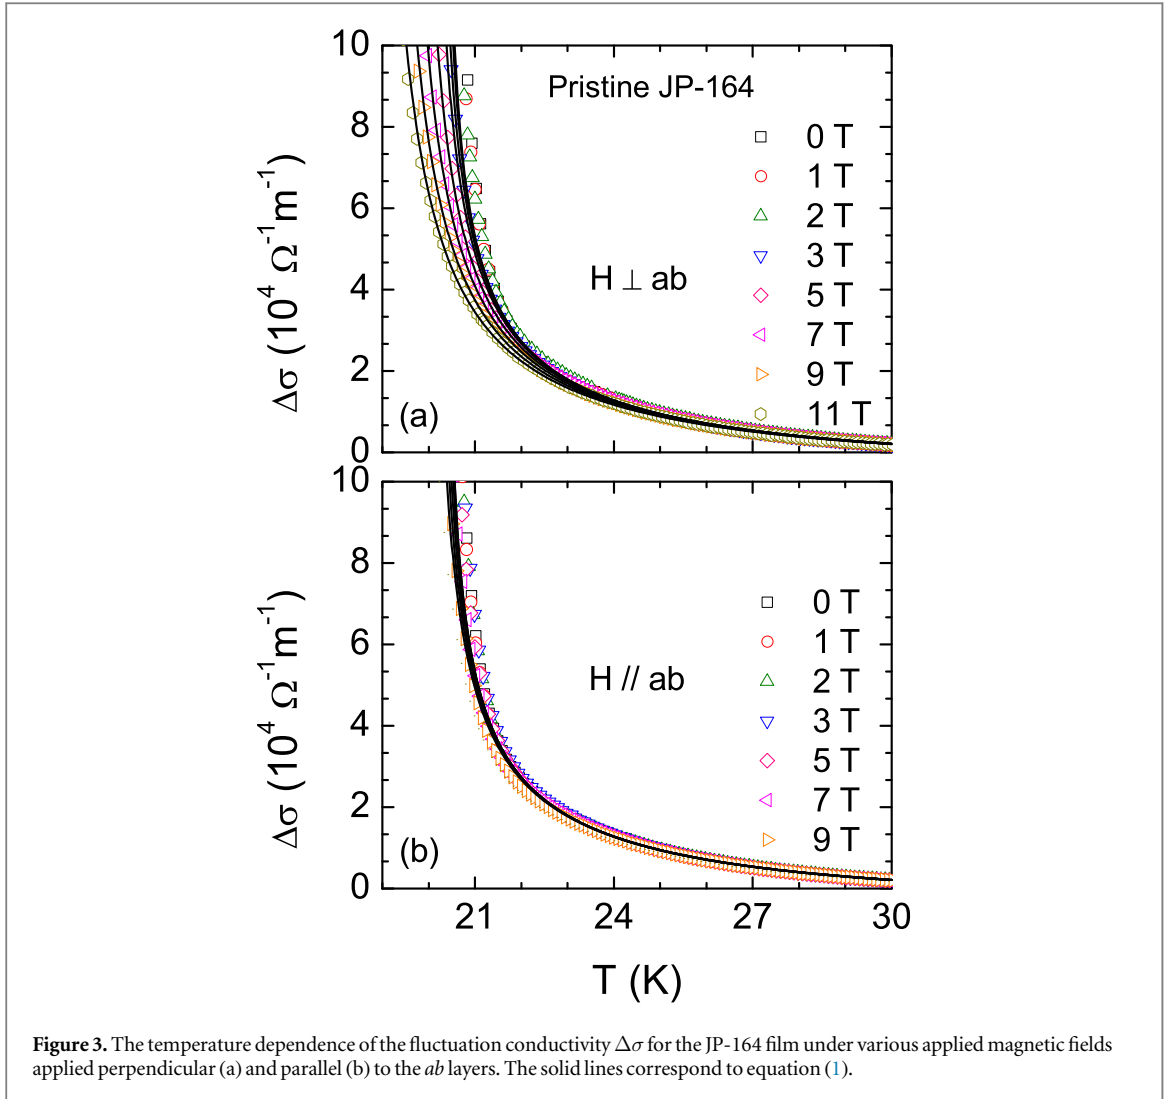 10
8
6
4
2
0
Δσ (10⁴ Ω⁻¹m⁻¹)
Pristine JP-164
0 T
1 T
2 T
3 T
5 T
7 T
9 T
11 T
H ⊥ ab
(a)
10
8
6
4
2
0
Δσ (10⁴ Ω⁻¹m⁻¹)
0 T
1 T
2 T
3 T
5 T
7 T
9 T
H // ab
(b)
21 24 27 30
T (K)
Figure 3. The temperature dependence of the fluctuation conductivity Δσ for the JP-164 film under various applied magnetic fields
applied perpendicular (a) and parallel (b) to the ab layers. The solid lines correspond to equation (1).